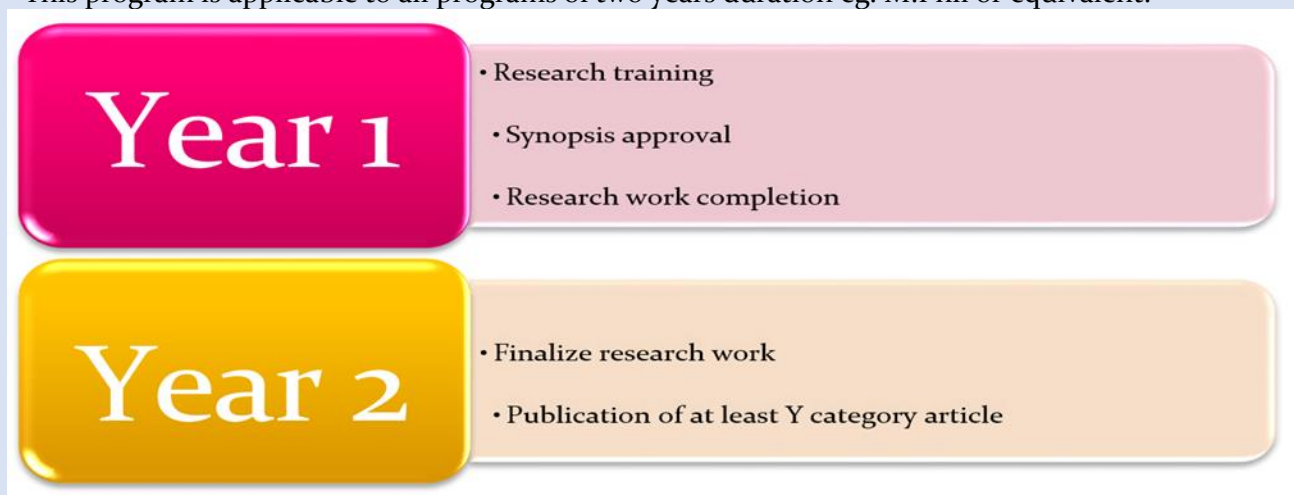 This program is applicable to all programs of two years duration eg. M.Phil or equivalent.
Year 1
• Research training
• Synopsis approval
• Research work completion
Year 2
• Finalize research work
• Publication of at least Y category article